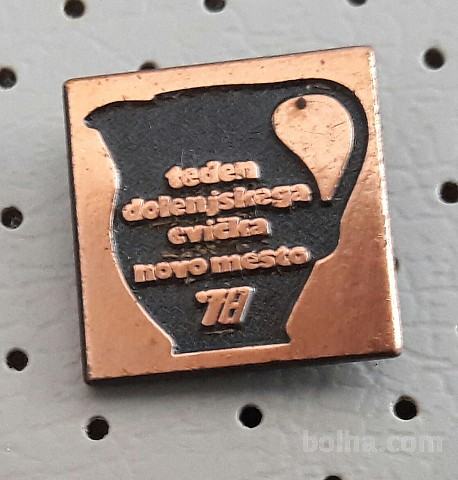 teden
dolenjskega
cvička
novo mesto
'78
bolha.com